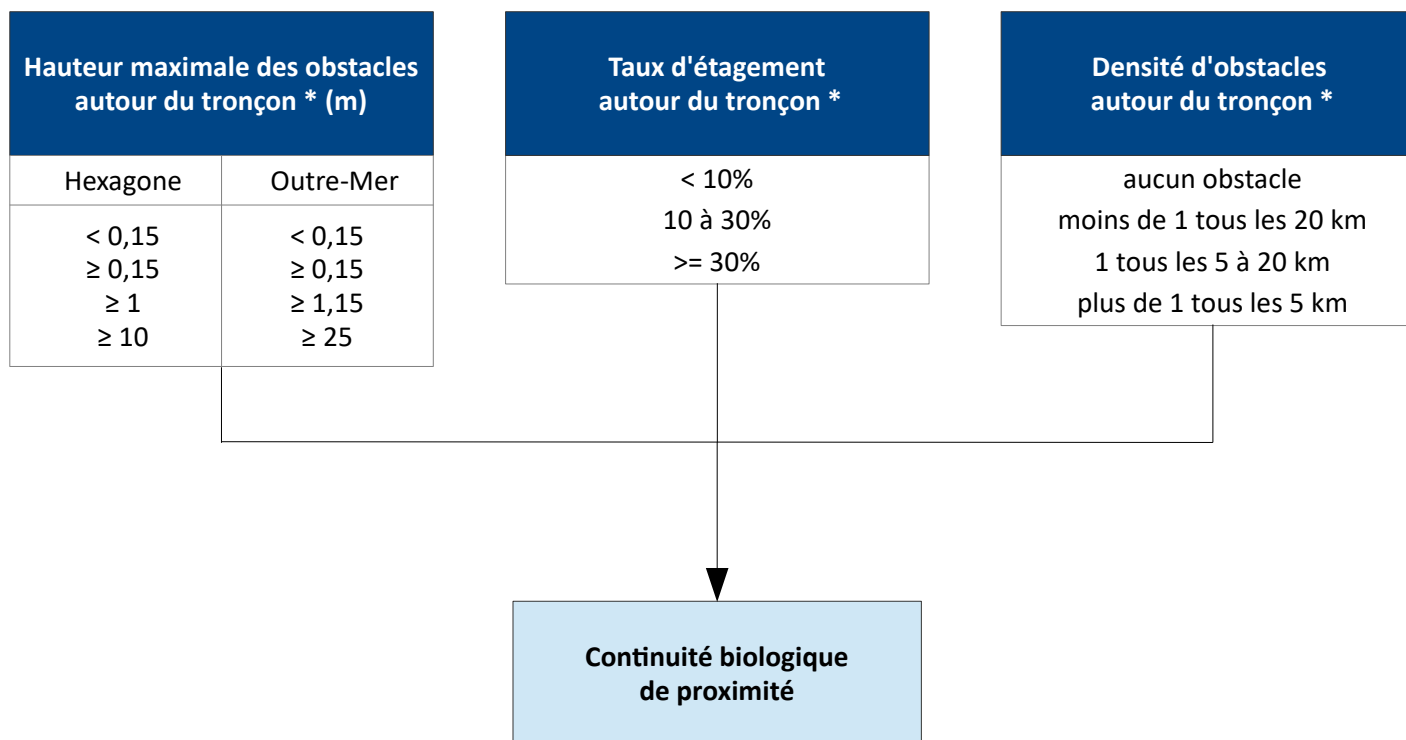 Hauteur maximale des obstacles
autour du tronçon * (m)
Hexagone
Outre-Mer
< 0,15
≥ 0,15
≥ 1
≥ 10
< 0,15
≥ 0,15
≥ 1,15
≥ 25
Taux d'étagement
autour du tronçon *
< 10%
10 à 30%
>= 30%
Densité d'obstacles
autour du tronçon *
aucun obstacle
moins de 1 tous les 20 km
1 tous les 5 à 20 km
plus de 1 tous les 5 km
Continuité biologique
de proximité